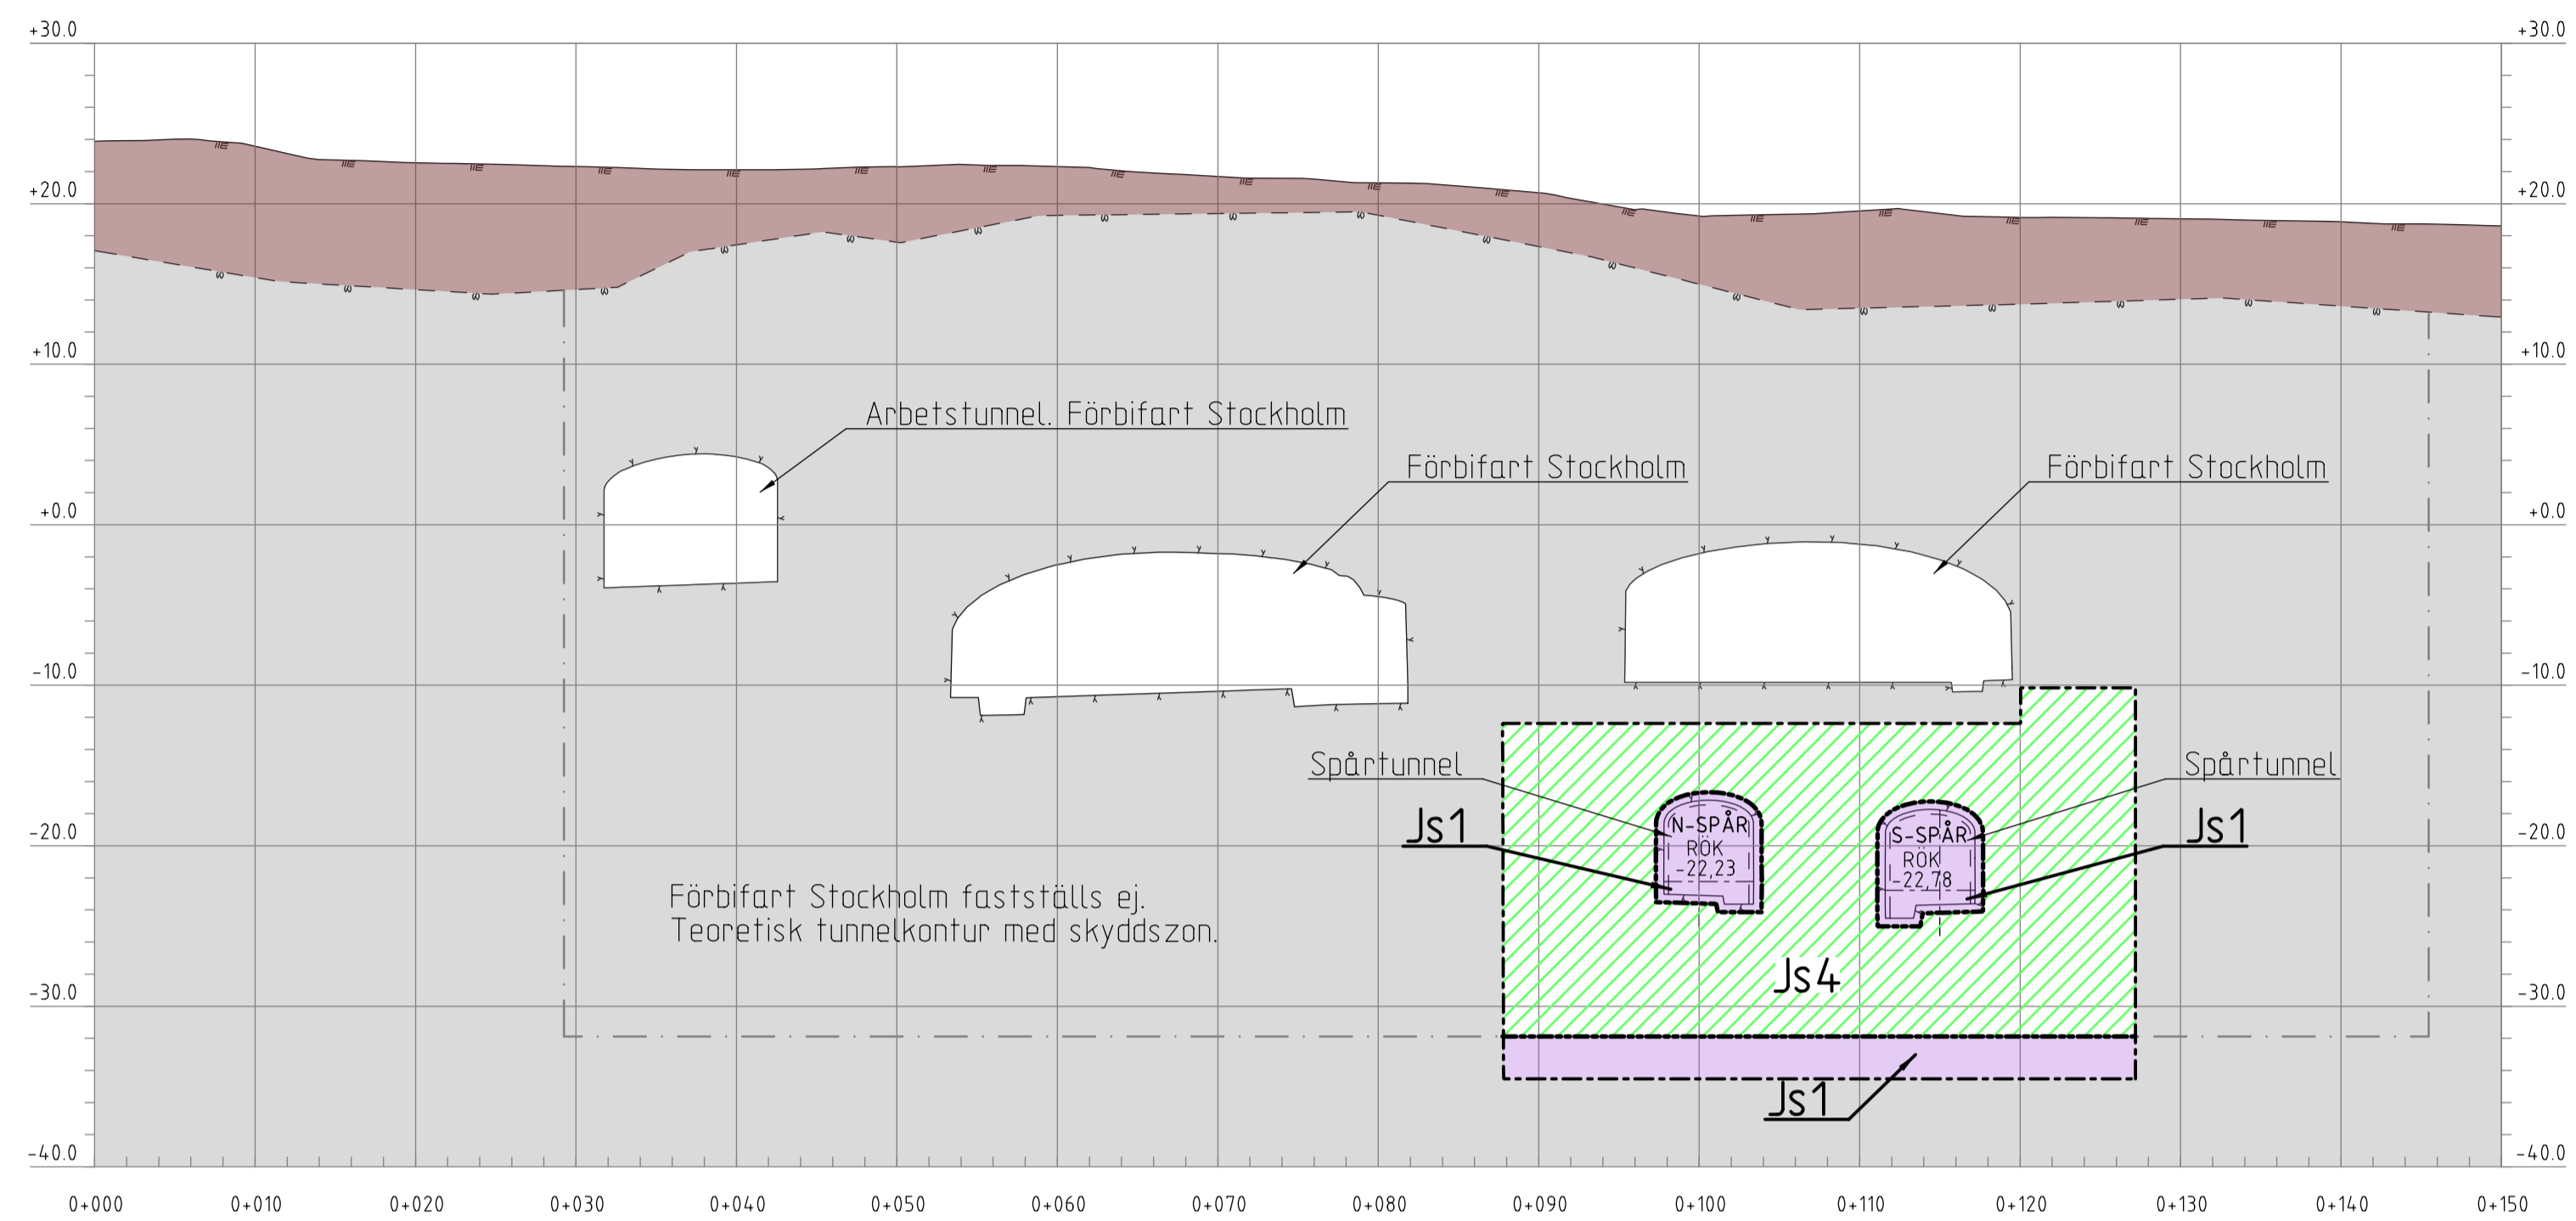 +30.0 +30.0
+20.0 +20.0
+10.0 +10.0
Arbetstunnel. Förbifart Stockholm
Förbifart Stockholm
Förbifart Stockholm
+0.0 +0.0
-10.0 -10.0
Spårtunnel
Spårtunnel
Js1
Js1
-20.0 -20.0
N-SPÅR
RÖK
-22,23
S-SPÅR
RÖK
-22,78
Förbifart Stockholm fastställs ej.
Teoretisk tunnelkontur med skyddszon.
Js4
-30.0 -30.0
Js1
-40.0 -40.0
0+000 0+010 0+020 0+030 0+040 0+050 0+060 0+070 0+080 0+090 0+100 0+110 0+120 0+130 0+140 0+150